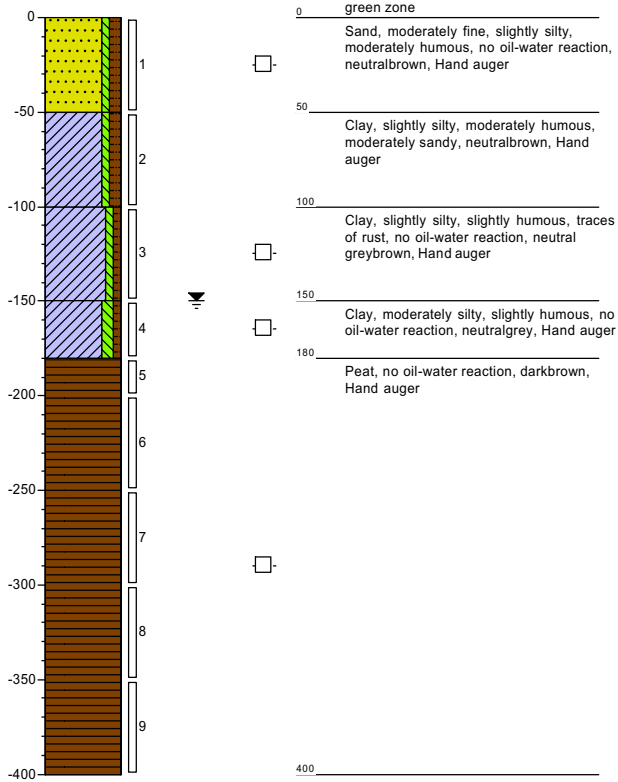 0
-50
-100
-150
-200
-250
-300
-350
-400
1
2
3
4
5
6
7
8
9
0
green zone
Sand, moderately fine, slightly silty,
moderately humous, no oil-water reaction,
neutralbrown, Hand auger
50
Clay, slightly silty, moderately humous,
moderately sandy, neutralbrown, Hand
auger
100
Clay, slightly silty, slightly humous, traces
of rust, no oil-water reaction, neutral
greybrown, Hand auger
150
Clay, moderately silty, slightly humous, no
oil-water reaction, neutralgrey, Hand auger
180
Peat, no oil-water reaction, darkbrown,
Hand auger
400